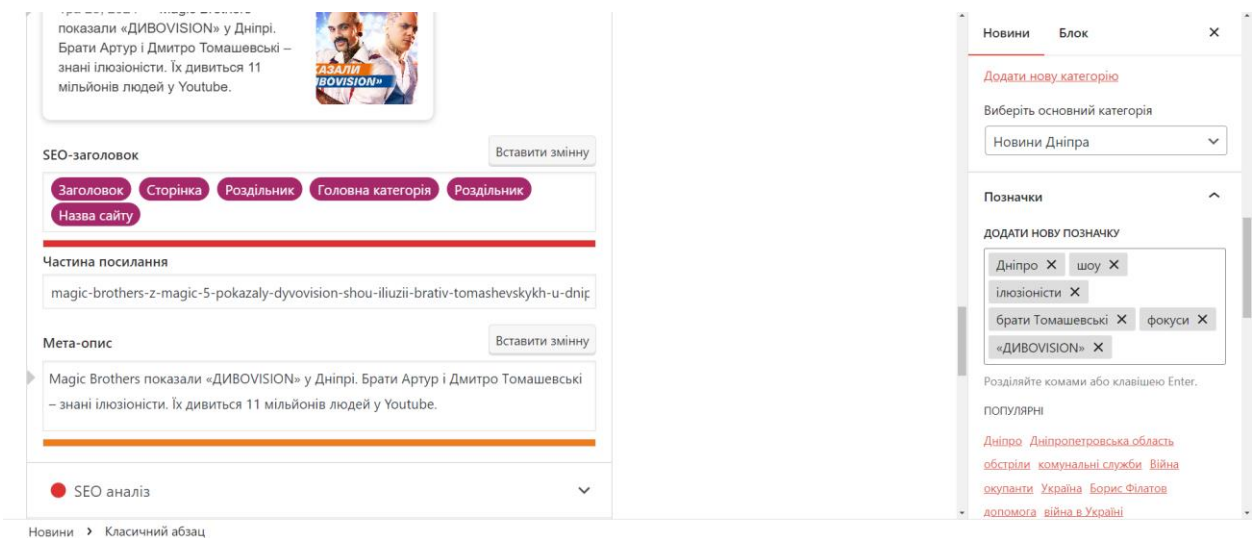 показали «ДИВОVISION» у Дніпрі.
Брати Артур і Дмитро Томашевські –
знані ілюзіоністи. Їх дивиться 11
мільйонів людей у Youtube.
SEO-заголовок
Вставити змінну
Заголовок Сторінка Роздільник Головна категорія Роздільник
Назва сайту
Частина посилання
magic-brothers-z-magic-5-pokazaly-dyvovision-shou-iliuzii-brativ-tomashevskykh-u-dnip
Мета-опис
Вставити змінну
Magic Brothers показали «ДИВОVISION» у Дніпрі. Брати Артур і Дмитро Томашевські
– знані ілюзіоністи. Їх дивиться 11 мільйонів людей у Youtube.
SEO аналіз
Новини Класичний абзац
Новини Блок
Додати нову категорію
Виберіть основний категорія
Новини Дніпра
Позначки
ДОДАТИ НОВУ ПОЗНАЧКУ
Дніпро шоу
ілюзіоністи
брати Томашевські фокуси
«ДИВОVISION»
Розділяйте комами або клавішею Enter.
ПОПУЛЯРНІ
Дніпро Дніпропетровська область
обстріли комунальні служби Війна
окупанти Україна Борис Філатов
допомога війна в Україні